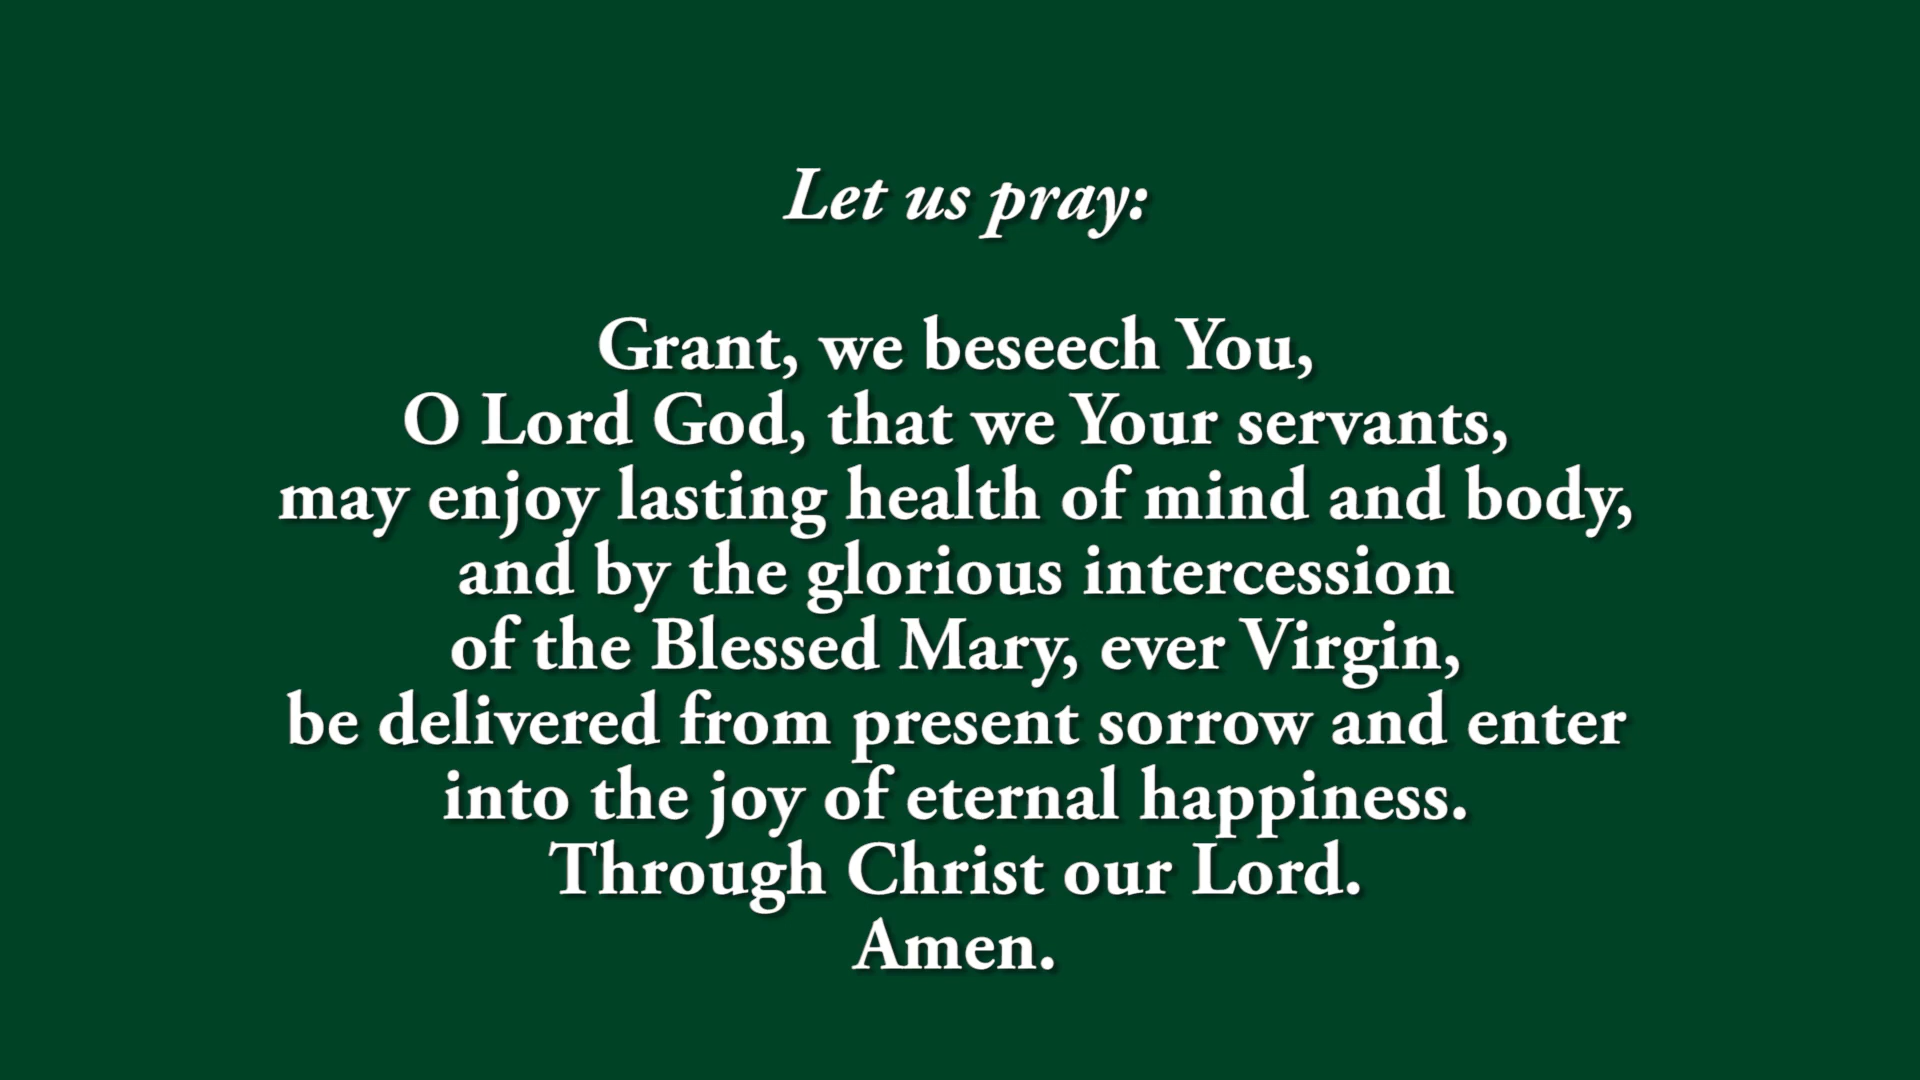 Let us pray:
Grant, we beseech You,
O Lord God, that we Your servants,
may enjoy lasting health of mind and body,
and by the glorious intercession
of the Blessed Mary, ever Virgin,
be delivered from present sorrow and enter
into the joy of eternal happiness.
Through Christ our Lord.
Amen.